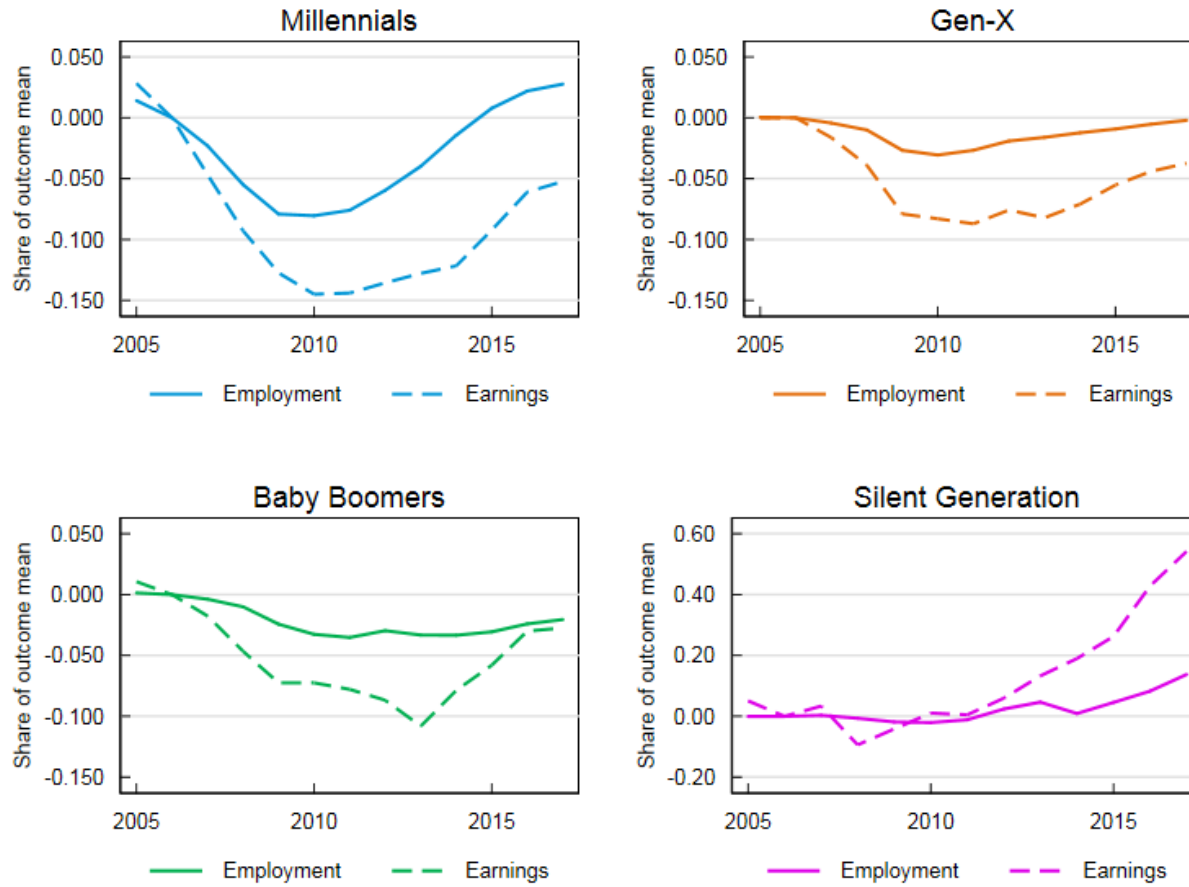 Millennials
Share of outcome mean
0.050
0.000
-0.050
-0.100
-0.150
2005 2010 2015
Employment Earnings
Gen-X
Share of outcome mean
0.050
0.000
-0.050
-0.100
-0.150
2005 2010 2015
Employment Earnings
Baby Boomers
Share of outcome mean
0.050
0.000
-0.050
-0.100
-0.150
2005 2010 2015
Employment Earnings
Silent Generation
Share of outcome mean
0.60
0.40
0.20
0.00
-0.20
2005 2010 2015
Employment Earnings